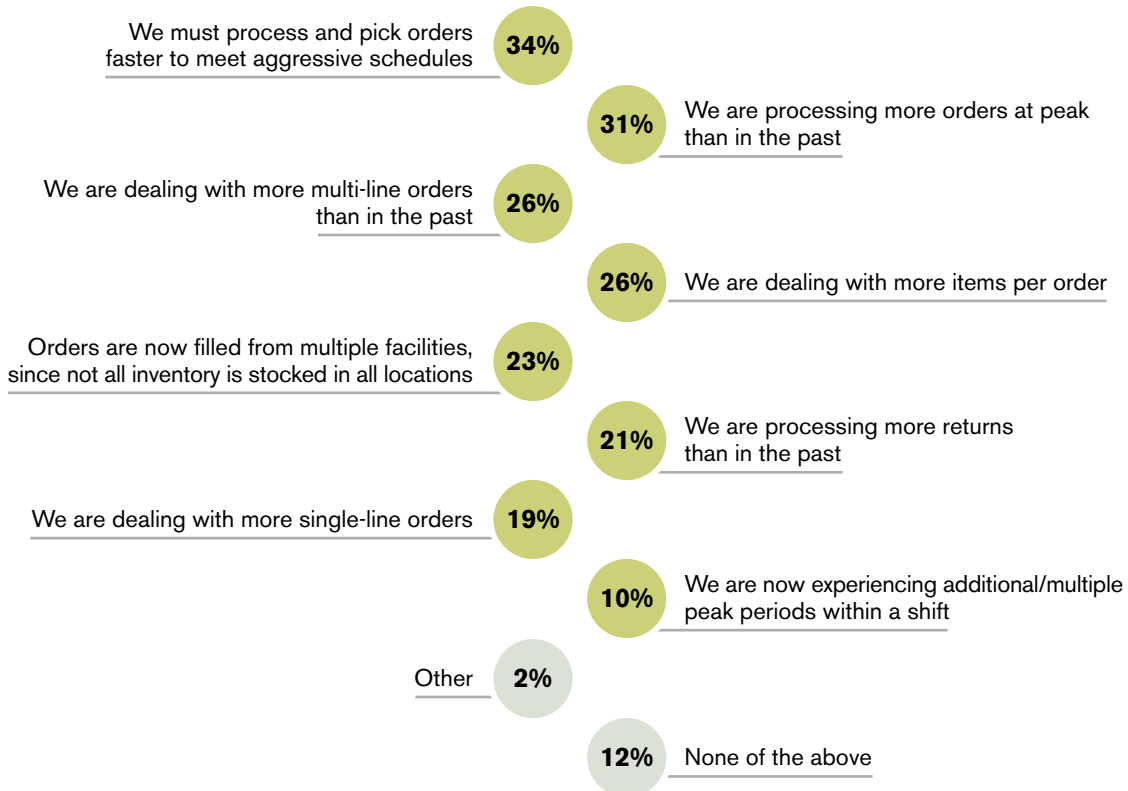 We must process and pick orders
faster to meet aggressive schedules
34%
31%
We are processing more orders at peak
than in the past
We are dealing with more multi-line orders
than in the past
26%
26%
We are dealing with more items per order
Orders are now filled from multiple facilities,
since not all inventory is stocked in all locations
23%
21%
We are processing more returns
than in the past
We are dealing with more single-line orders
19%
10%
We are now experiencing additional/multiple
peak periods within a shift
Other
2%
12%
None of the above